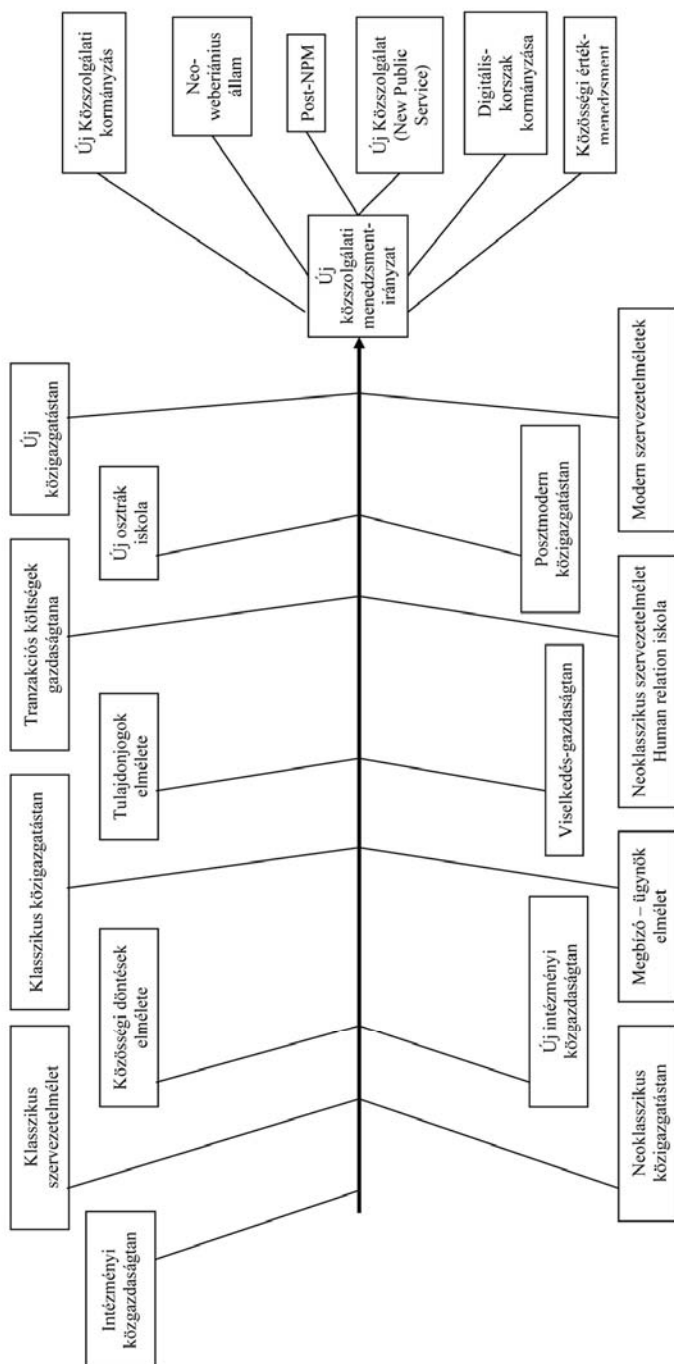 Intézményi
közgazdaságtan
Klasszikus
szervezetelmélet
Közösségi döntések
elmélete
Klasszikus közigazgatástan
Tulajdonjogok
elmélete
Tranzakciós költségek
gazdaságtana
Új osztrák
iskola
Új
közigazgatástan
Neoklasszikus
közigazgatástan
Új intézményi
közgazdaságtan
Megbízó – ügynök
elmélet
Viselkedés-gazdaságtan
Neoklasszikus szervezetelmélet
Human relation iskola
Posztmodern
közigazgatástan
Modern szervezetelméletek
Új
közszolgálati
menedzsment-
irányzat
Új Közszolgálati
kormányzás
Neo-
weberiánius
állam
Post-NPM
Új Közszolgálat
(New Public
Service)
Digitális-
korszak
kormányzása
Közösségi érték-
menedzsment